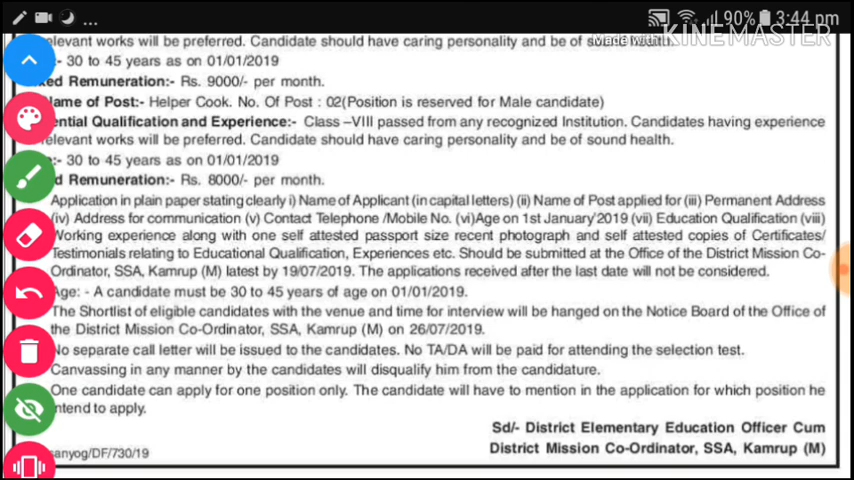 ... 90% 3:44 pm
Made with KINEMASTER
elevant works will be preferred. Candidate should have caring personality and be of sound health.
:- 30 to 45 years as on 01/01/2019
xed Remuneration:- Rs. 9000/- per month.
ame of Post:- Helper Cook. No. Of Post : 02(Position is reserved for Male candidate)
ential Qualification and Experience:- Class –VIII passed from any recognized Institution. Candidates having experience
relevant works will be preferred. Candidate should have caring personality and be of sound health.
:- 30 to 45 years as on 01/01/2019
d Remuneration:- Rs. 8000/- per month.
Application in plain paper stating clearly i) Name of Applicant (in capital letters) (ii) Name of Post applied for (iii) Permanent Address
(iv) Address for communication (v) Contact Telephone /Mobile No. (vi)Age on 1st January'2019 (vii) Education Qualification (viii)
Working experience along with one self attested passport size recent photograph and self attested copies of Certificates/
Testimonials relating to Educational Qualification, Experiences etc. Should be submitted at the Office of the District Mission Co-
Ordinator, SSA, Kamrup (M) latest by 19/07/2019. The applications received after the last date will not be considered.
Age: - A candidate must be 30 to 45 years of age on 01/01/2019.
The Shortlist of eligible candidates with the venue and time for interview will be hanged on the Notice Board of the Office of
the District Mission Co-Ordinator, SSA, Kamrup (M) on 26/07/2019.
No separate call letter will be issued to the candidates. No TA/DA will be paid for attending the selection test.
Canvassing in any manner by the candidates will disqualify him from the candidature.
One candidate can apply for one position only. The candidate will have to mention in the application for which position he
intend to apply.
Sd/- District Elementary Education Officer Cum
District Mission Co-Ordinator, SSA, Kamrup (M)
sanyog/DF/730/19